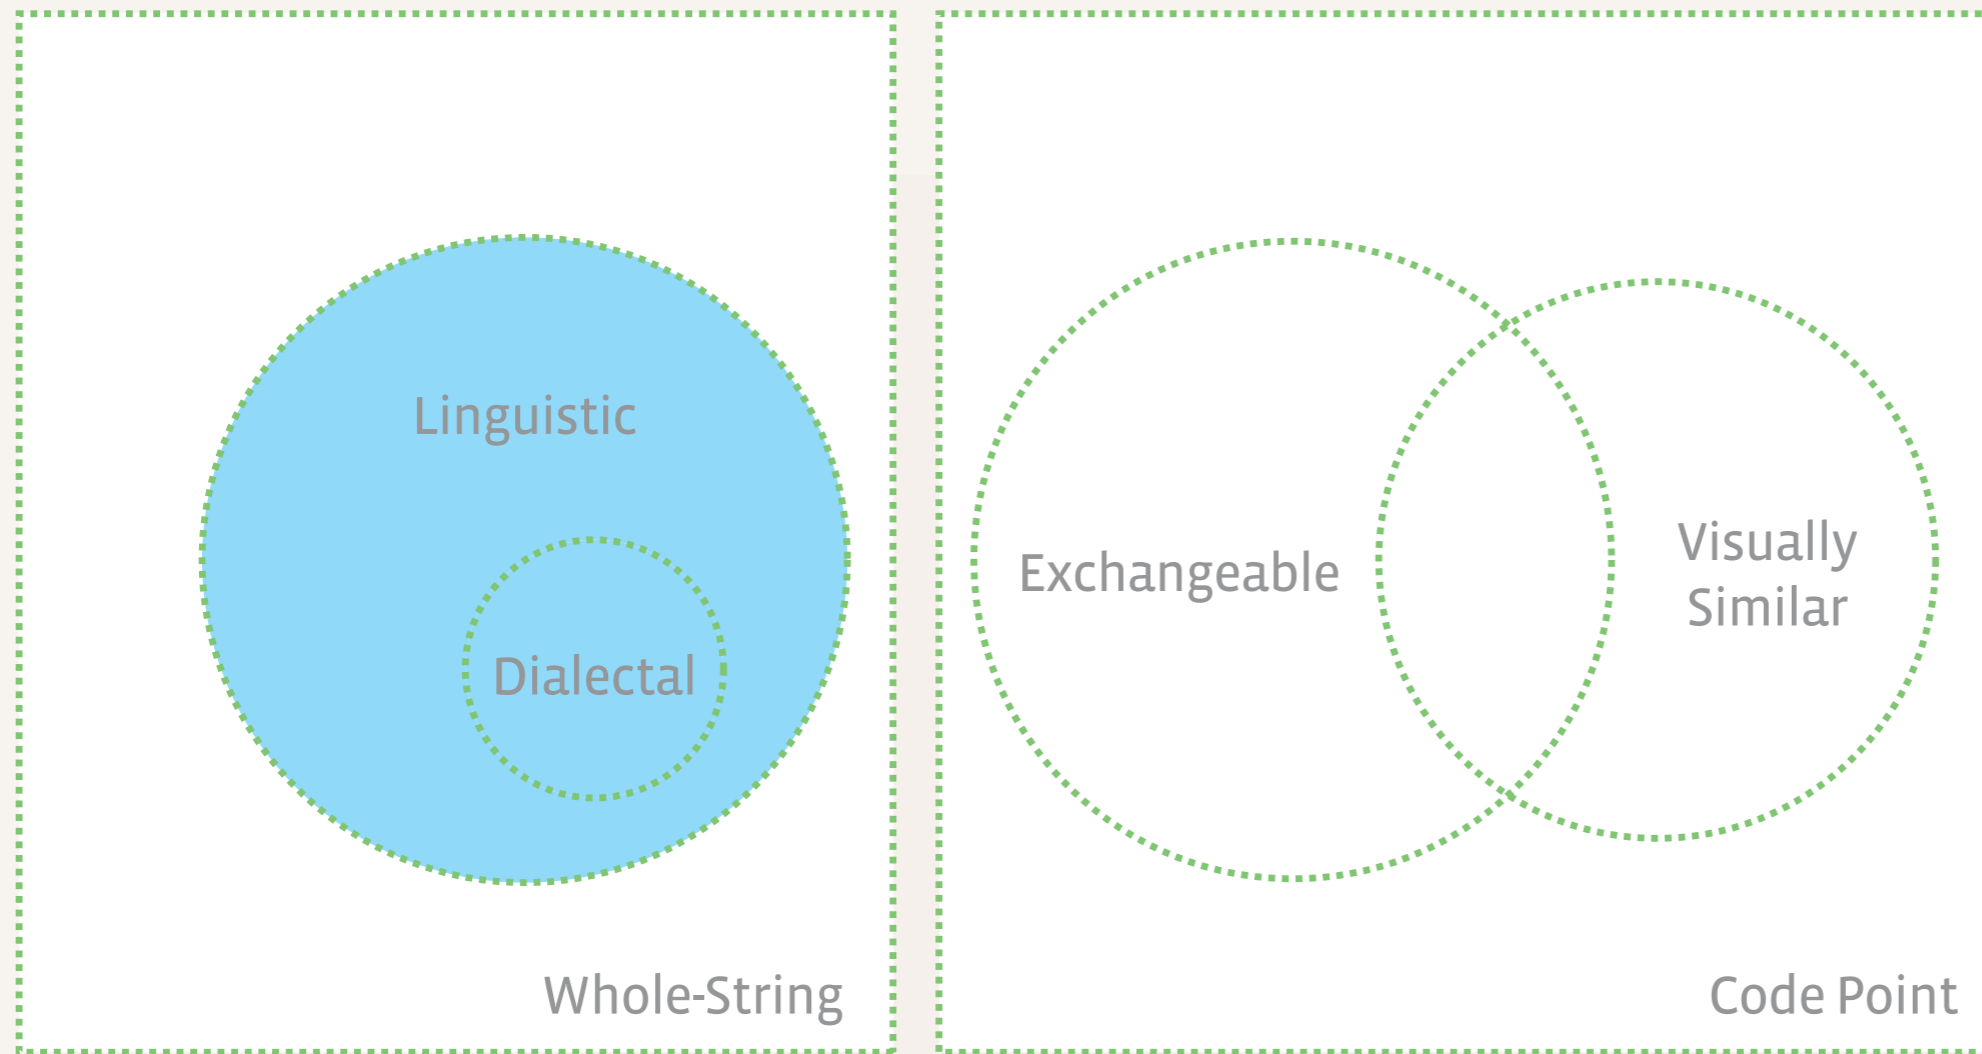 Linguistic
Dialectal
Whole-String
Exchangeable
Visually
Similar
Code Point